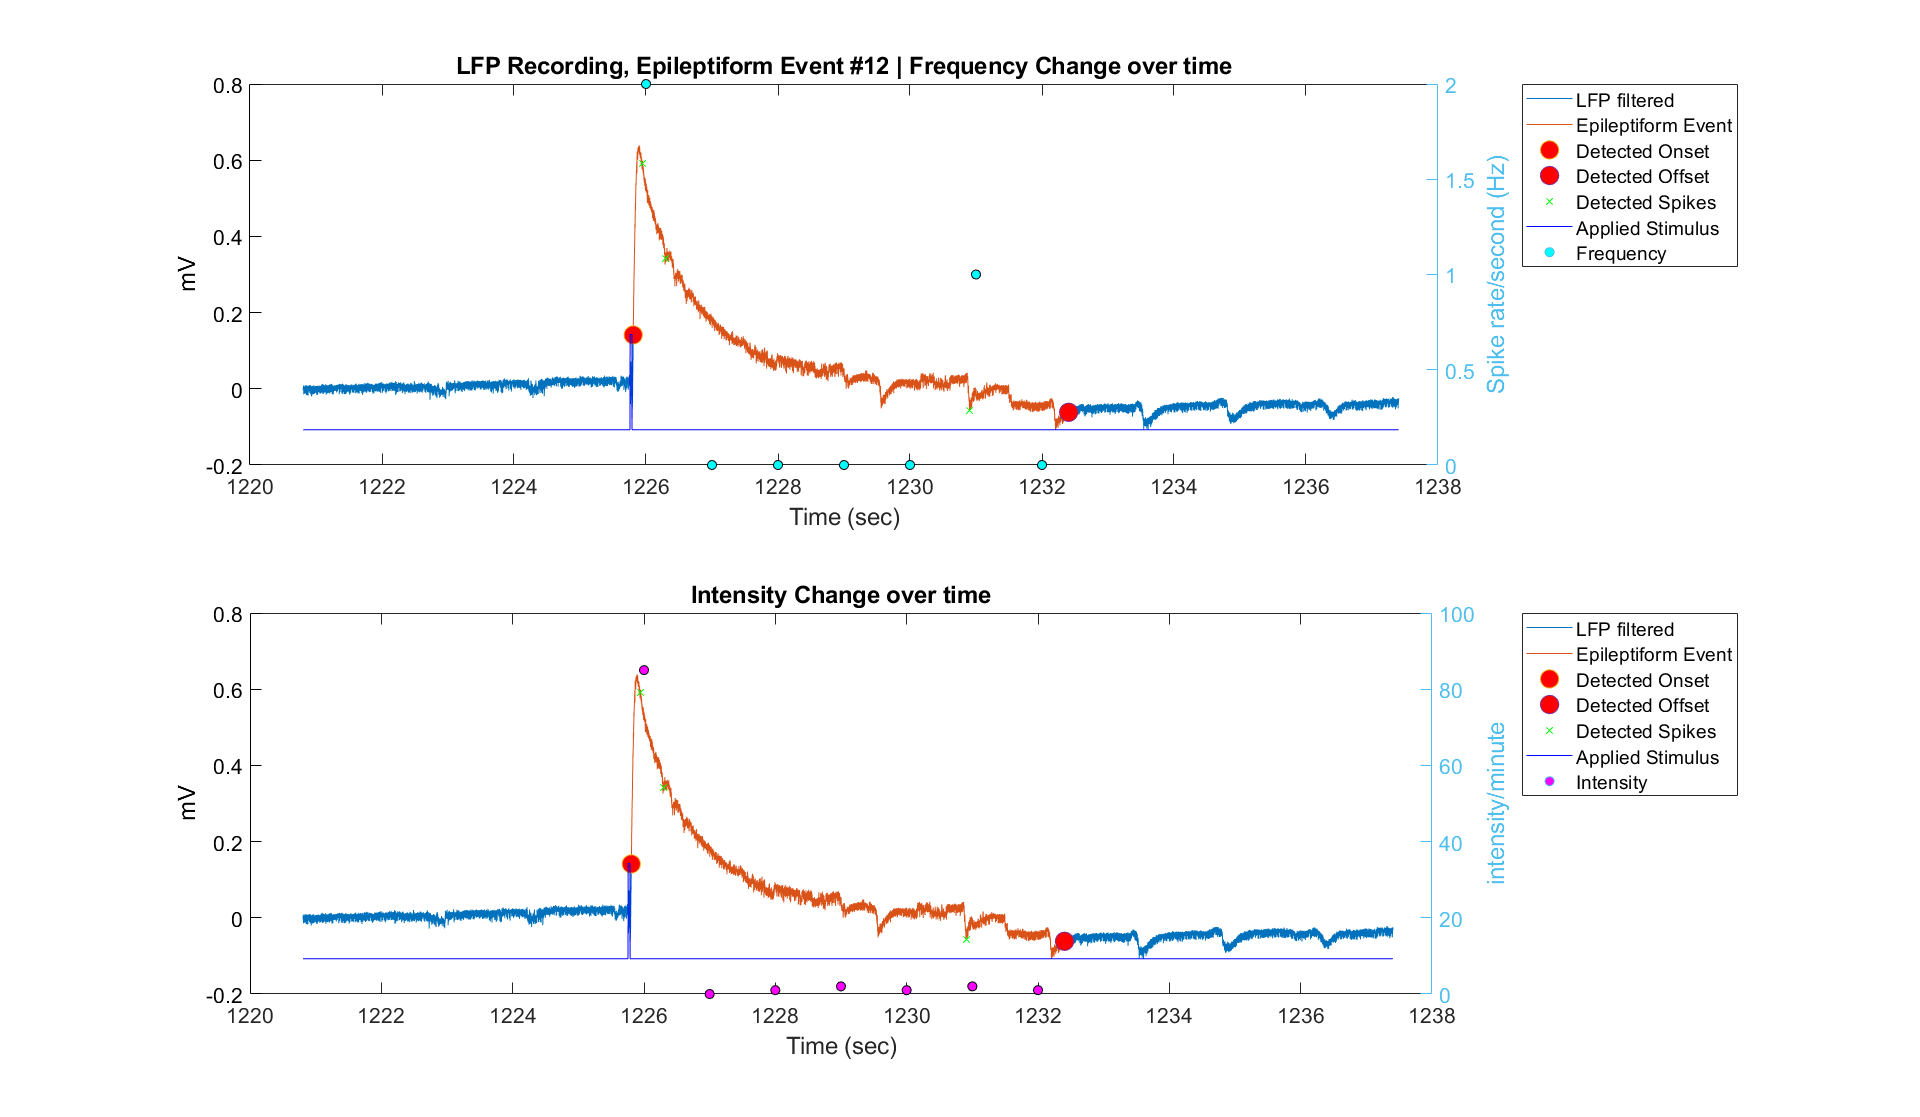 LFP Recording, Epileptiform Event #12 | Frequency Change over time
0.8
0.6
0.4
0.2
0
-0.2
mV
1220 1222 1224 1226 1228 1230 1232 1234 1236 1238
Time (sec)
2
1.5
1
0.5
0
Spike rate/second (Hz)
LFP filtered
Epileptiform Event
Detected Onset
Detected Offset
Detected Spikes
Applied Stimulus
Frequency
Intensity Change over time
0.8
0.6
0.4
0.2
0
-0.2
mV
1220 1222 1224 1226 1228 1230 1232 1234 1236 1238
Time (sec)
100
80
60
40
20
0
intensity/minute
LFP filtered
Epileptiform Event
Detected Onset
Detected Offset
Detected Spikes
Applied Stimulus
Intensity